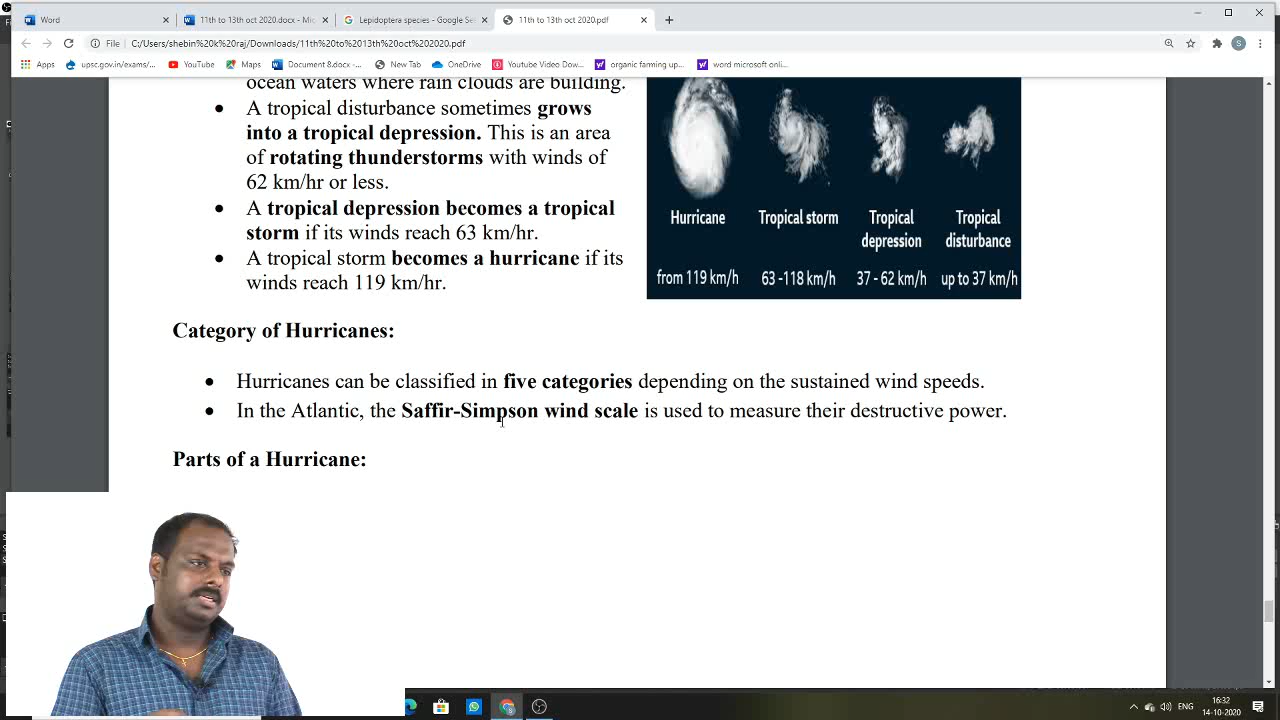 Word
11th to 13th oct 2020.docx - Mic
Lepidoptera species - Google Se
11th to 13th oct 2020.pdf
File | C:/Users/shebin%20k%20raj/Downloads/11th%20to%2013th%20oct%202020.pdf
Apps
upsc.gov.in/exams/...
YouTube
Maps
Document 8.docx -...
New Tab
OneDrive
Youtube Video Dow...
organic farming up...
word microsoft onli...
ocean waters where rain clouds are building.
• A tropical disturbance sometimes grows
into a tropical depression. This is an area
of rotating thunderstorms with winds of
62 km/hr or less.
• A tropical depression becomes a tropical
storm if its winds reach 63 km/hr.
• A tropical storm becomes a hurricane if its
winds reach 119 km/hr.
Hurricane
Tropical storm
Tropical
depression
Tropical
disturbance
from 119 km/h
63 -118 km/h
37 - 62 km/h
up to 37 km/h
Category of Hurricanes:
• Hurricanes can be classified in five categories depending on the sustained wind speeds.
• In the Atlantic, the Saffir-Simpson wind scale is used to measure their destructive power.
Parts of a Hurricane:
S
16:32
14-10-2020